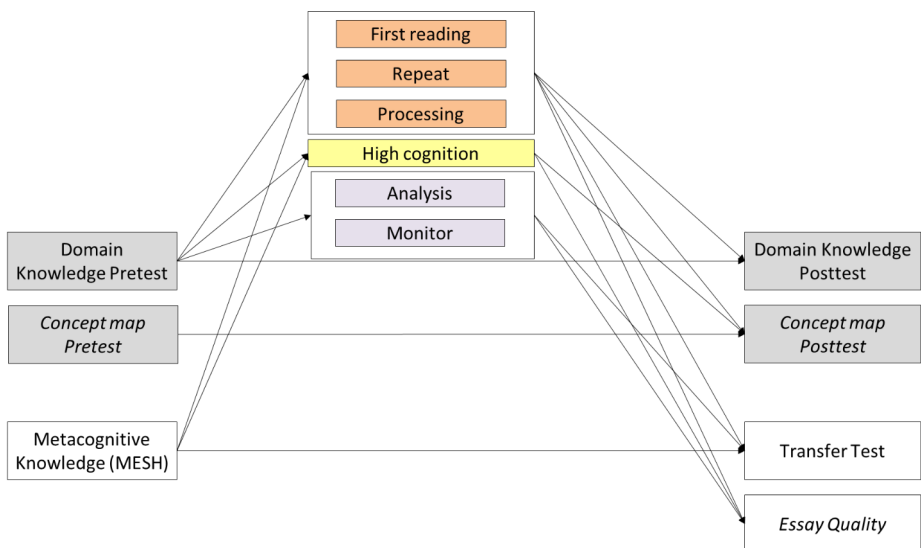 First reading
Repeat
Processing
High cognition
Analysis
Monitor
Domain
Knowledge Pretest
Concept map
Pretest
Metacognitive
Knowledge (MESH)
Domain Knowledge
Posttest
Concept map
Posttest
Transfer Test
Essay Quality